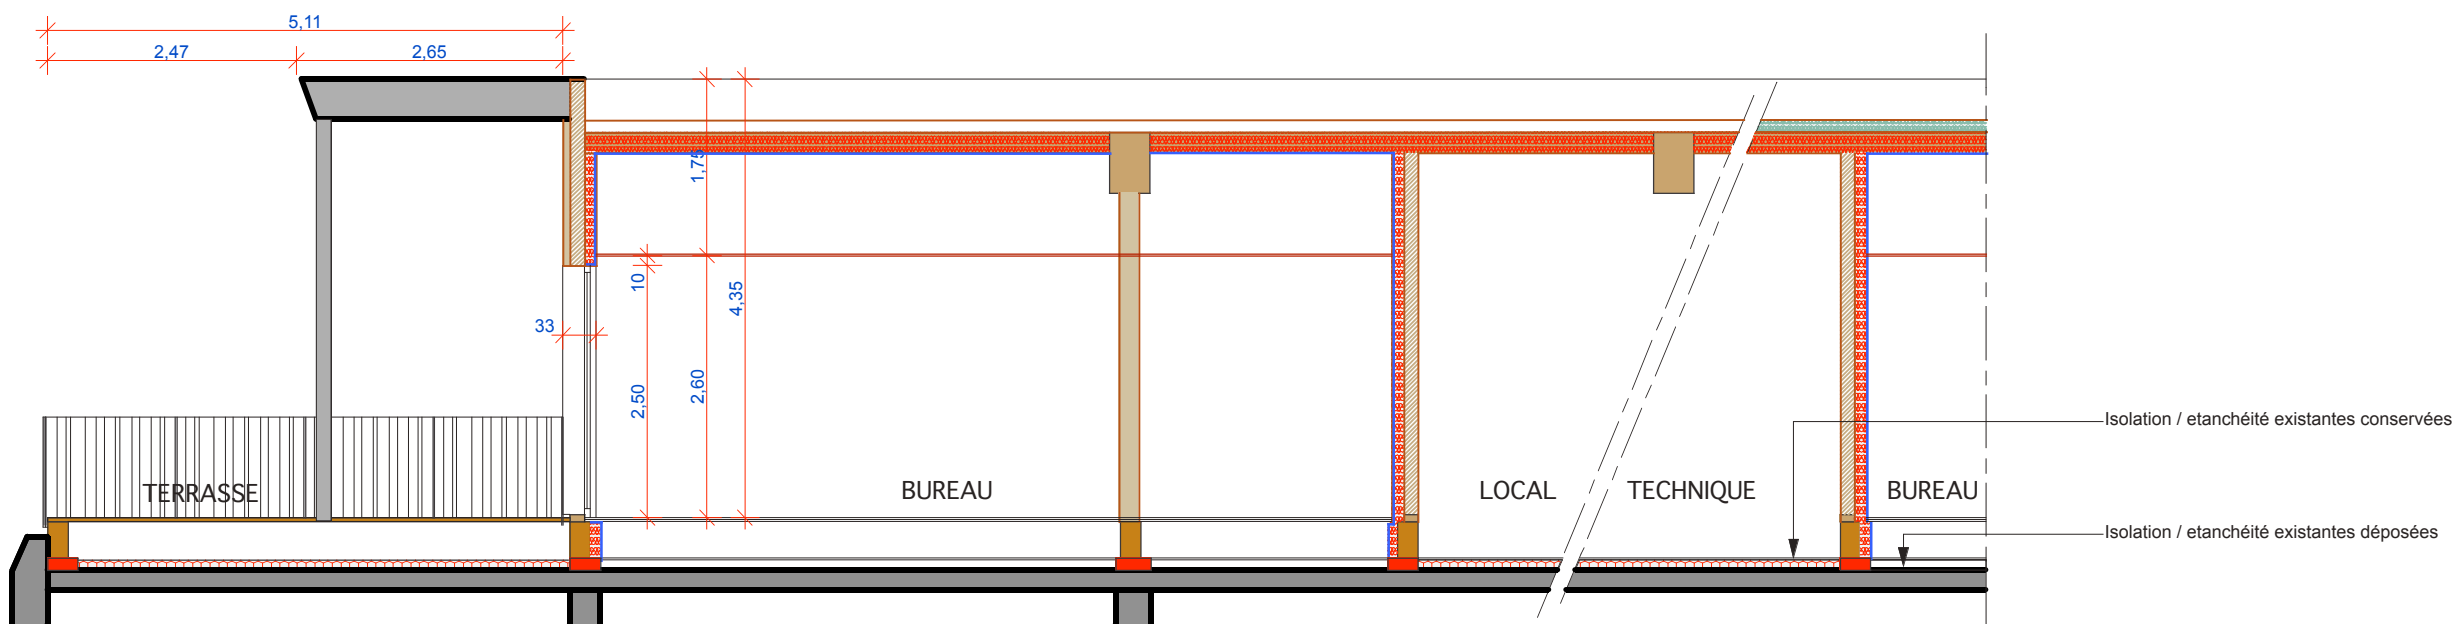 5,11
2,47 2,65
1,75
10
4,35
33
2,50
2,60
Isolation / etanchéité existantes conservées
TERRASSE BUREAU LOCAL TECHNIQUE BUREAU
Isolation / etanchéité existantes déposées